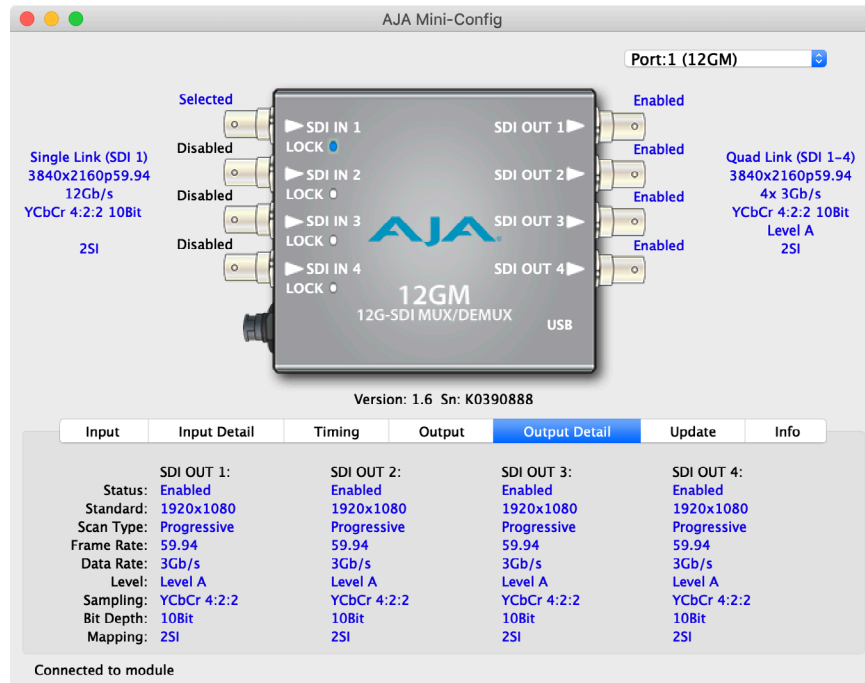 AJA Mini-Config
Port:1 (12GM)
Selected
Disabled
Disabled
Disabled
Single Link (SDI 1)
3840x2160p59.94
12Gb/s
YCbCr 4:2:2 10Bit
2SI
SDI IN 1
LOCK
SDI IN 2
LOCK
SDI IN 3
LOCK
SDI IN 4
LOCK
AJA
12GM
12G-SDI MUX/DEMUX
USB
SDI OUT 1
SDI OUT 2
SDI OUT 3
SDI OUT 4
Enabled
Enabled
Enabled
Enabled
Quad Link (SDI 1-4)
3840x2160p59.94
4x 3Gb/s
YCbCr 4:2:2 10Bit
Level A
2SI
Version: 1.6 Sn: K0390888
Input Input Detail Timing Output Output Detail Update Info
SDI OUT 1: SDI OUT 2: SDI OUT 3: SDI OUT 4:
Status: Enabled Enabled Enabled Enabled
Standard: 1920x1080 1920x1080 1920x1080 1920x1080
Scan Type: Progressive Progressive Progressive Progressive
Frame Rate: 59.94 59.94 59.94 59.94
Data Rate: 3Gb/s 3Gb/s 3Gb/s 3Gb/s
Level: Level A Level A Level A Level A
Sampling: YCbCr 4:2:2 YCbCr 4:2:2 YCbCr 4:2:2 YCbCr 4:2:2
Bit Depth: 10Bit 10Bit 10Bit 10Bit
Mapping: 2SI 2SI 2SI 2SI
Connected to module